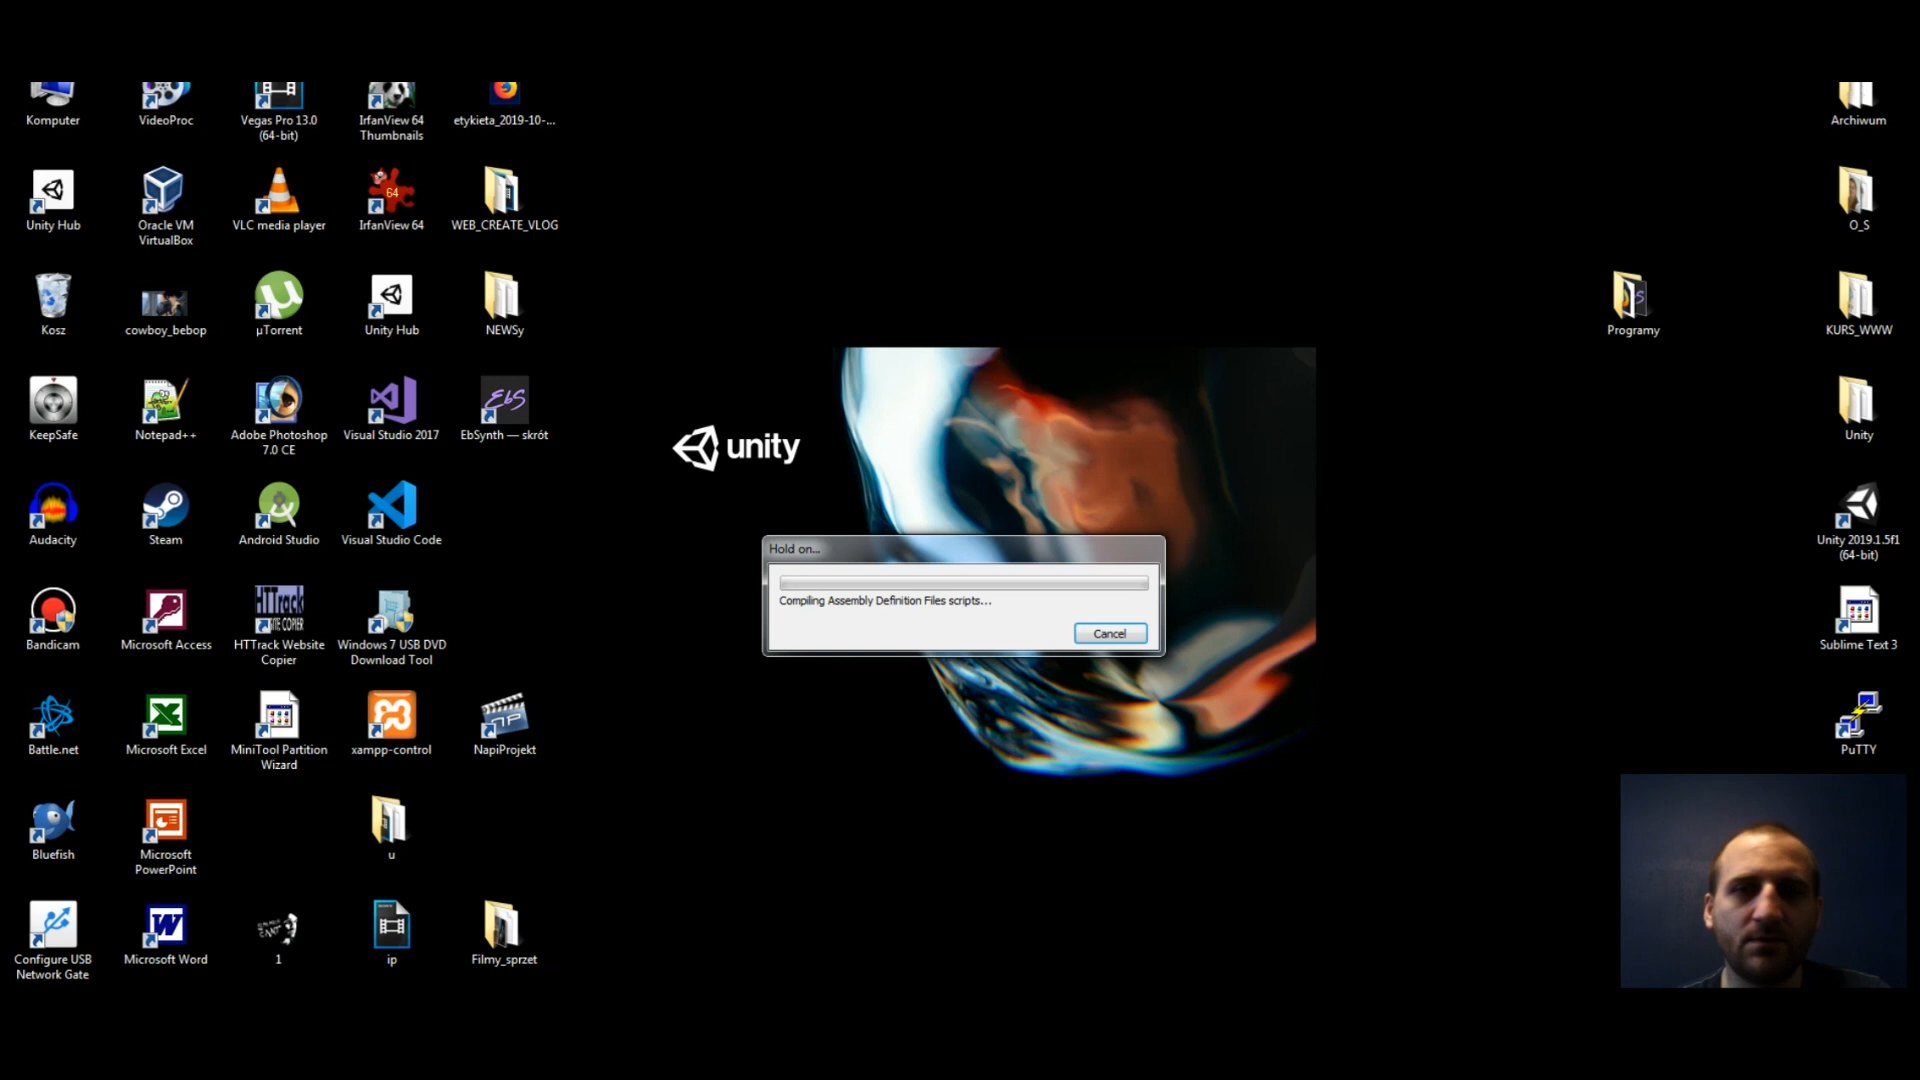 Komputer
VideoProc
Vegas Pro 13.0
(64-bit)
IrfanView 64
Thumbnails
etykieta_2019-10-...
Archiwum
Unity Hub
Oracle VM
VirtualBox
VLC media player
64
IrfanView 64
WEB_CREATE_VLOG
O_S
Kosz
cowboy_bebop
µTorrent
Unity Hub
NEWSy
Programy
KURS_WWW
KeepSafe
Notepad++
Adobe Photoshop
7.0 CE
Visual Studio 2017
EbS
EbSynth — skrót
unity
Unity
Audacity
Steam
Android Studio
Visual Studio Code
Unity 2019.1.5f1
(64-bit)
Hold on...
Compiling Assembly Definition Files scripts...
Cancel
Bandicam
Microsoft Access
HTTrack
SITE COPIER
HTTrack Website
Copier
Windows 7 USB DVD
Download Tool
Sublime Text 3
Battle.net
Microsoft Excel
MiniTool Partition
Wizard
xampp-control
NapiProjekt
PuTTY
Bluefish
Microsoft
PowerPoint
u
Configure USB
Network Gate
Microsoft Word
1
ip
Filmy_sprzet